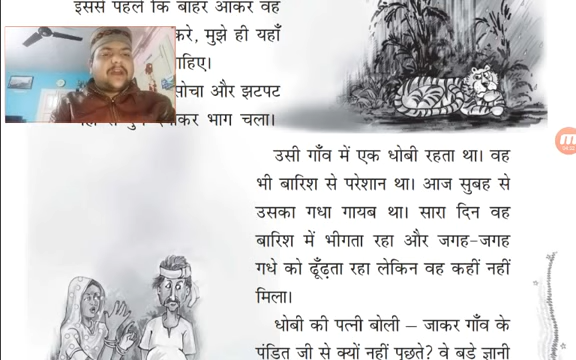 इससे पहले कि बाहर आकर वह
करे, मुझे ही यहाँ
सोचा और झटपट
कर भाग चला।
उसी गाँव में एक धोबी रहता था। वह
भी बारिश से परेशान था। आज सुबह से
उसका गधा गायब था। सारा दिन वह
बारिश में भीगता रहा और जगह-जगह
गधे को ढूँढ़ता रहा लेकिन वह कहीं नहीं
मिला।
धोबी की पत्नी बोली – जाकर गाँव के
पंडित जी से क्यों नहीं पूछते? वे बड़े ज्ञानी